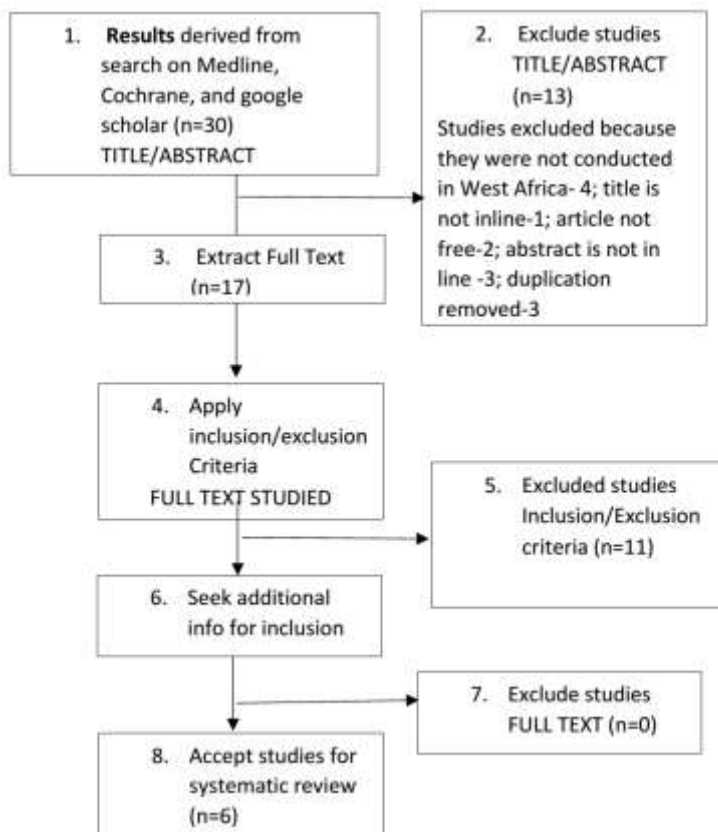 1. Results derived from
search on Medline,
Cochrane, and google
scholar (n=30)
TITLE/ABSTRACT
2. Exclude studies
TITLE/ABSTRACT
(n=13)
Studies excluded because
they were not conducted
in West Africa- 4; title is
not inline-1; article not
free-2; abstract is not in
line -3; duplication
removed-3
3. Extract Full Text
(n=17)
4. Apply
inclusion/exclusion
Criteria
FULL TEXT STUDIED
5. Excluded studies
Inclusion/Exclusion
criteria (n=11)
6. Seek additional
info for inclusion
7. Exclude studies
FULL TEXT (n=0)
8. Accept studies for
systematic review
(n=6)